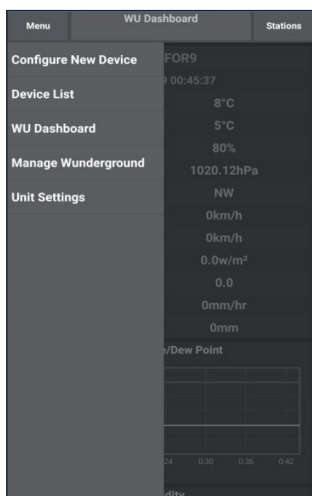 Menu
WU Dashboard
Stations
Configure New Device
FOR9
00:45:37
Device List
8°C
WU Dashboard
5°C
80%
Manage Wunderground
1020.12hPa
Unit Settings
NW
0km/h
0km/h
0.0w/m²
0.0
0mm/hr
0mm
/Dew Point
24 0:30 0:36 0:42